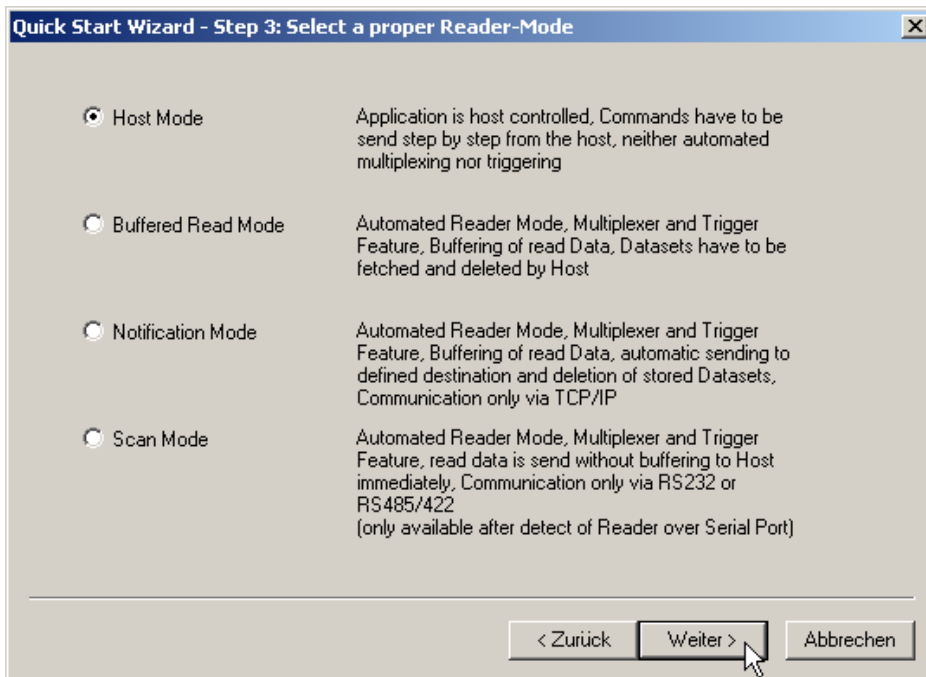 Quick Start Wizard - Step 3: Select a proper Reader-Mode
Host Mode
Application is host controlled, Commands have to be
send step by step from the host, neither automated
multiplexing nor triggering
Buffered Read Mode
Automated Reader Mode, Multiplexer and Trigger
Feature, Buffering of read Data, Datasets have to be
fetched and deleted by Host
Notification Mode
Automated Reader Mode, Multiplexer and Trigger
Feature, Buffering of read Data, automatic sending to
defined destination and deletion of stored Datasets,
Communication only via TCP/IP
Scan Mode
Automated Reader Mode, Multiplexer and Trigger
Feature, read data is send without buffering to Host
immediately, Communication only via RS232 or
RS485/422
(only available after detect of Reader over Serial Port)
< Zurück
Weiter >
Abbrechen